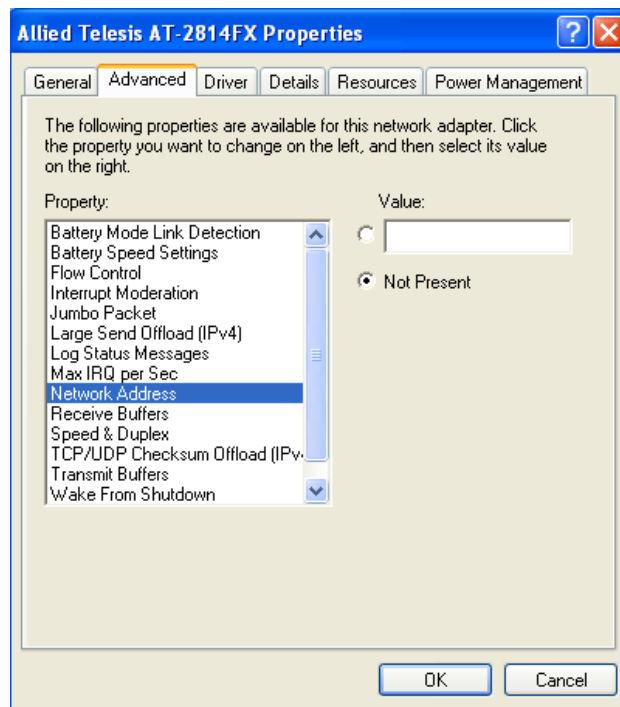 Allied Telesis AT-2814FX Properties
General Advanced Driver Details Resources Power Management
The following properties are available for this network adapter. Click
the property you want to change on the left, and then select its value
on the right.
Property:
Value:
Battery Mode Link Detection
Battery Speed Settings
Flow Control
Interrupt Moderation
Jumbo Packet
Large Send Offload (IPv4)
Log Status Messages
Max IRQ per Sec
Network Address
Receive Buffers
Speed & Duplex
TCP/UDP Checksum Offload (IPv
Transmit Buffers
Wake From Shutdown
Not Present
OK Cancel